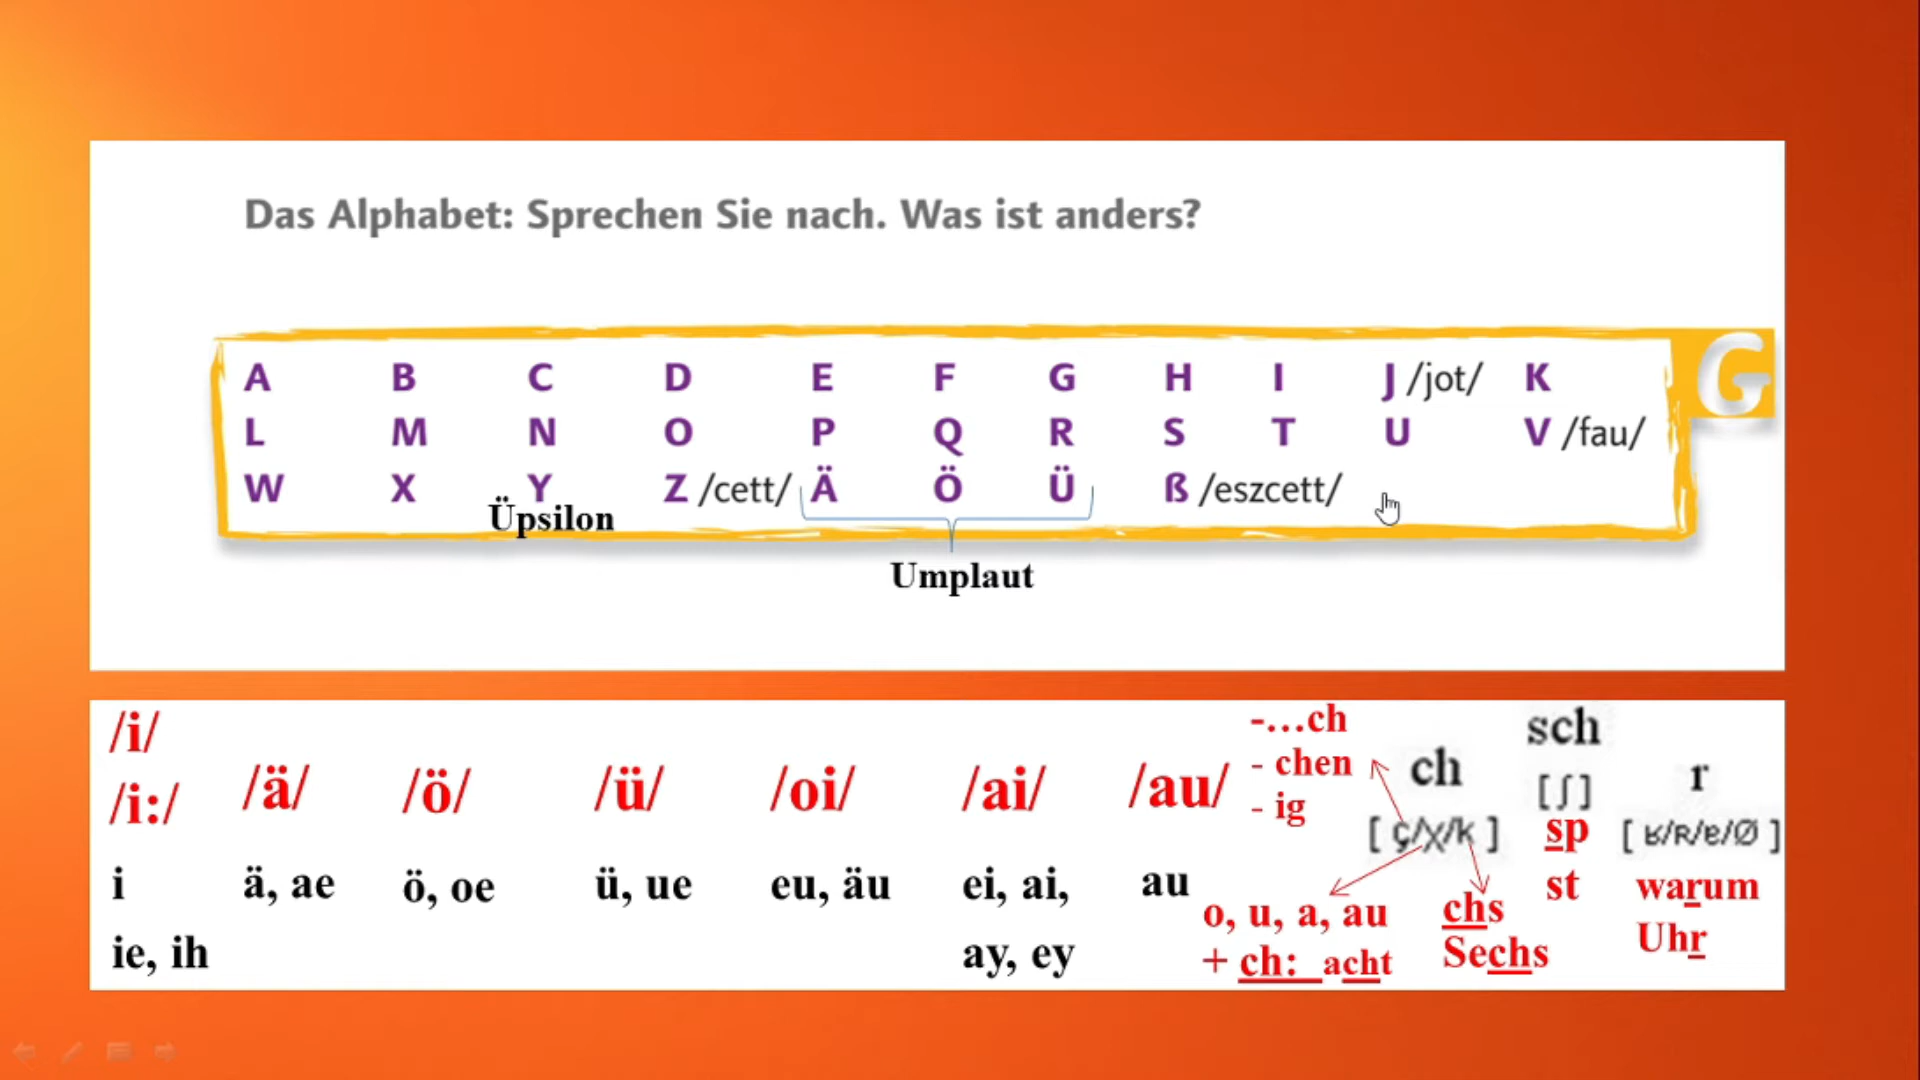 Das Alphabet: Sprechen Sie nach. Was ist anders?
A B C D E F G H I J /jot/ K
G
L M N O P Q R S T U V /fau/
W X Y Z /cett/ Ä Ö Ü ß /eszcett/
Üpsilon
Umplaut
/i/
/i:/ /ä/ /ö/ /ü/ /oi/ /ai/ /au/
i ä, ae ö, oe ü, ue eu, äu ei, ai, au
ie, ih ay, ey
-...ch
- chen
- ig
ch
[ ç/χ/k ]
o, u, a, au
+ ch: acht
chs
Sechs
sch
[ʃ]
sp
st
r
[ ʁ/ʀ/ɐ/Ø ]
warum
Uhr